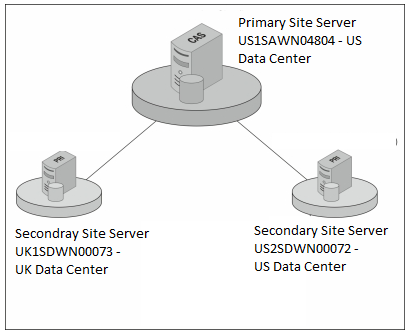 Primary Site Server
US1SAWN04804 - US
Data Center
CAS
PRI
PRI
Secondray Site Server
UK1SDWN00073 -
UK Data Center
Secondary Site Server
US2SDWN00072 -
US Data Center